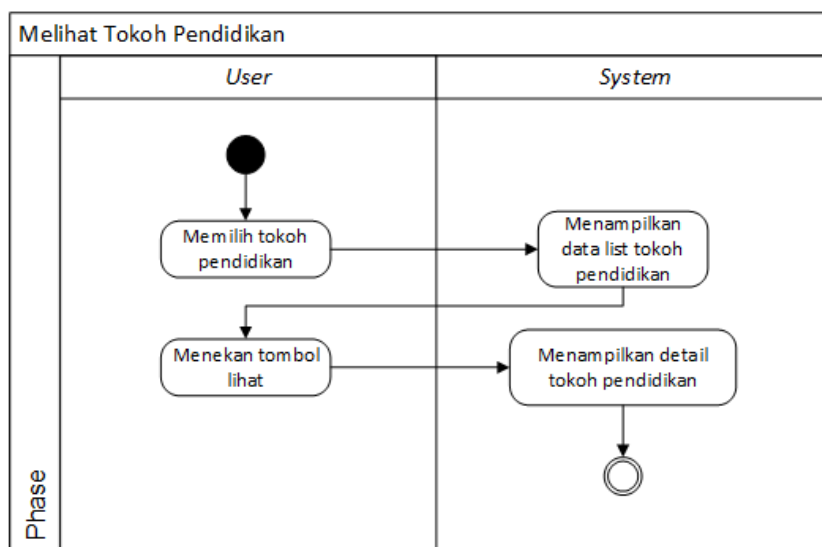 Melihat Tokoh Pendidikan
User
System
Memilih tokoh
pendidikan
Menampilkan
data list tokoh
pendidikan
Menekan tombol
lihat
Menampilkan detail
tokoh pendidikan
Phase